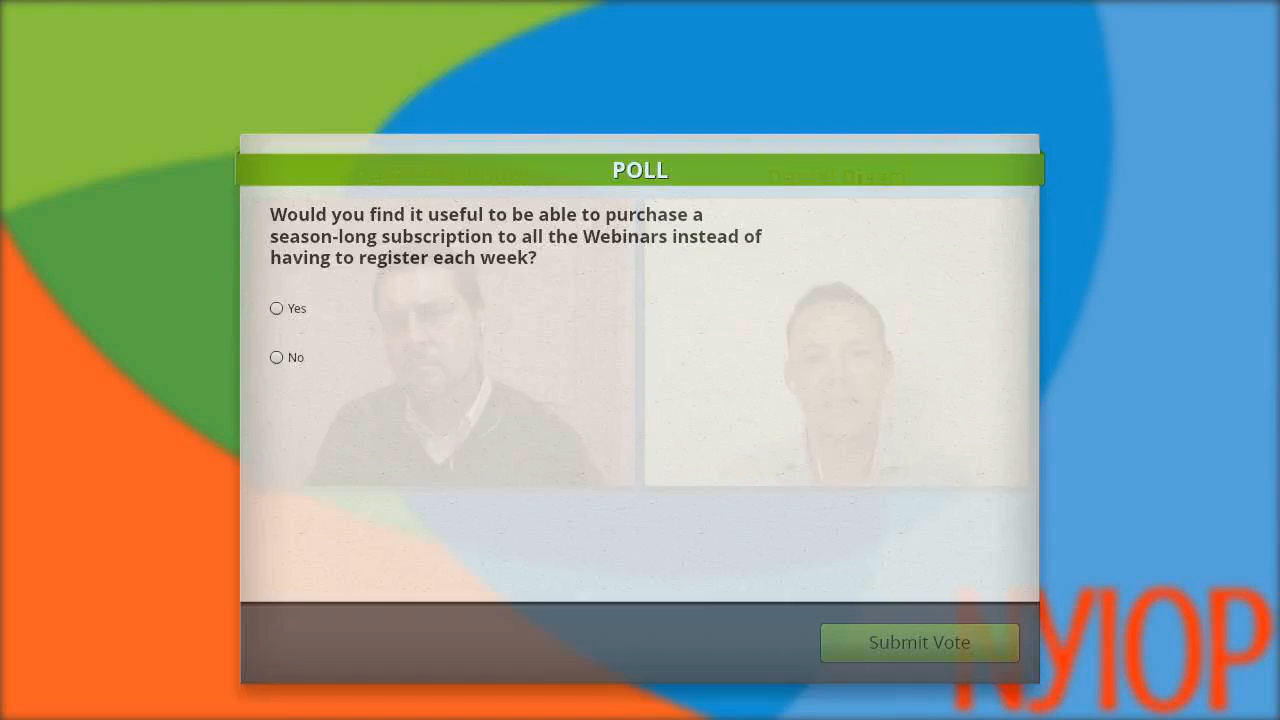 POLL
Would you find it useful to be able to purchase a
season-long subscription to all the Webinars instead of
having to register each week?
Yes
No
Submit Vote
NYIOP